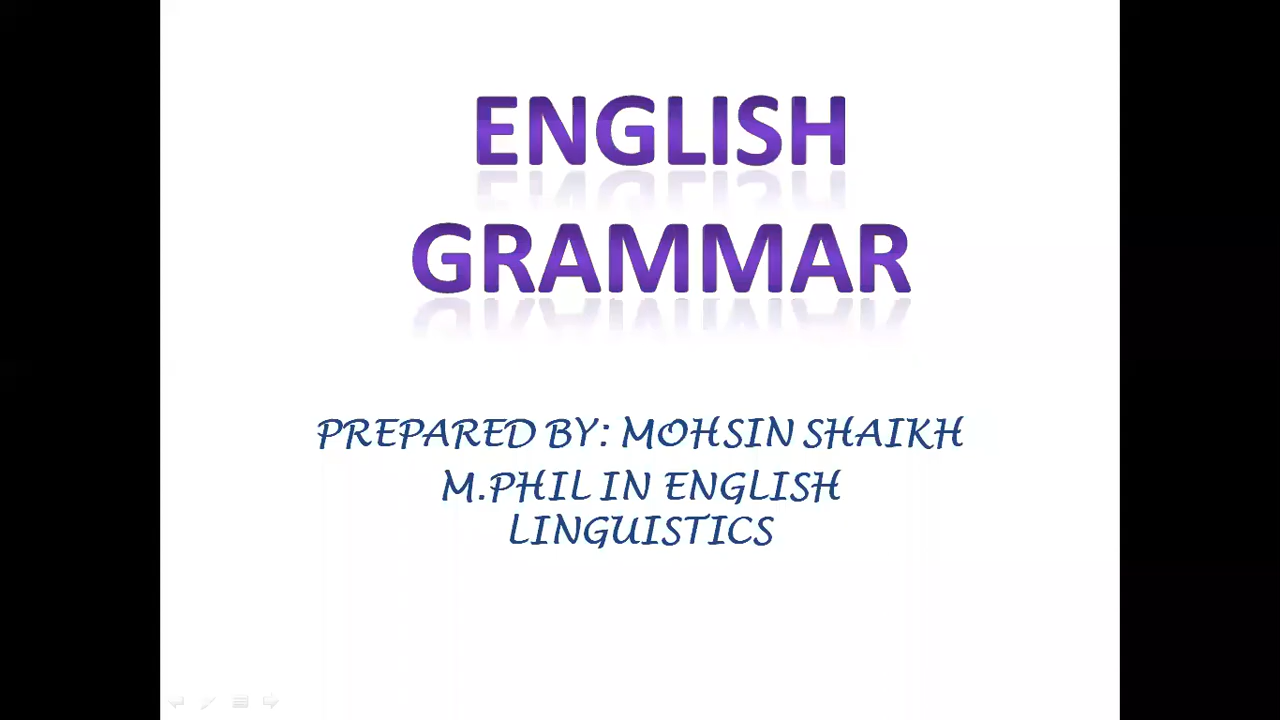 ENGLISH
GRAMMAR
PREPARED BY: MOHSIN SHAIKH
M.PHIL IN ENGLISH
LINGUISTICS